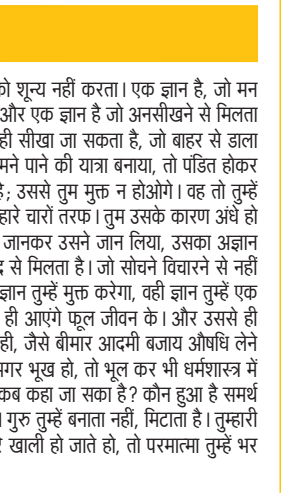 को शून्य नहीं करता। एक ज्ञान है, जो मन
और एक ज्ञान है जो अनसीखने से मिलता
ही सीखा जा सकता है, जो बाहर से डाला
मने पाने की यात्रा बनाया, तो पंडित होकर
है; उससे तुम मुक्त न होओगे। वह तो तुम्हें
हारे चारों तरफ। तुम उसके कारण अंधे हो
जानकर उसने जान लिया, उसका अज्ञान
से मिलता है। जो सोचने विचारने से नहीं
ज्ञान तुम्हें मुक्त करेगा, वही ज्ञान तुम्हें एक
ही आएंगे फूल जीवन के। और उससे ही
ही, जैसे बीमार आदमी बजाय औषधि लेने
अगर भूख हो, तो भूल कर भी धर्मशास्त्र में
कब कहा जा सका है? कौन हुआ है समर्थ
गुरु तुम्हें बनाता नहीं, मिटाता है। तुम्हारी
खाली हो जाते हो, तो परमात्मा तुम्हें भर